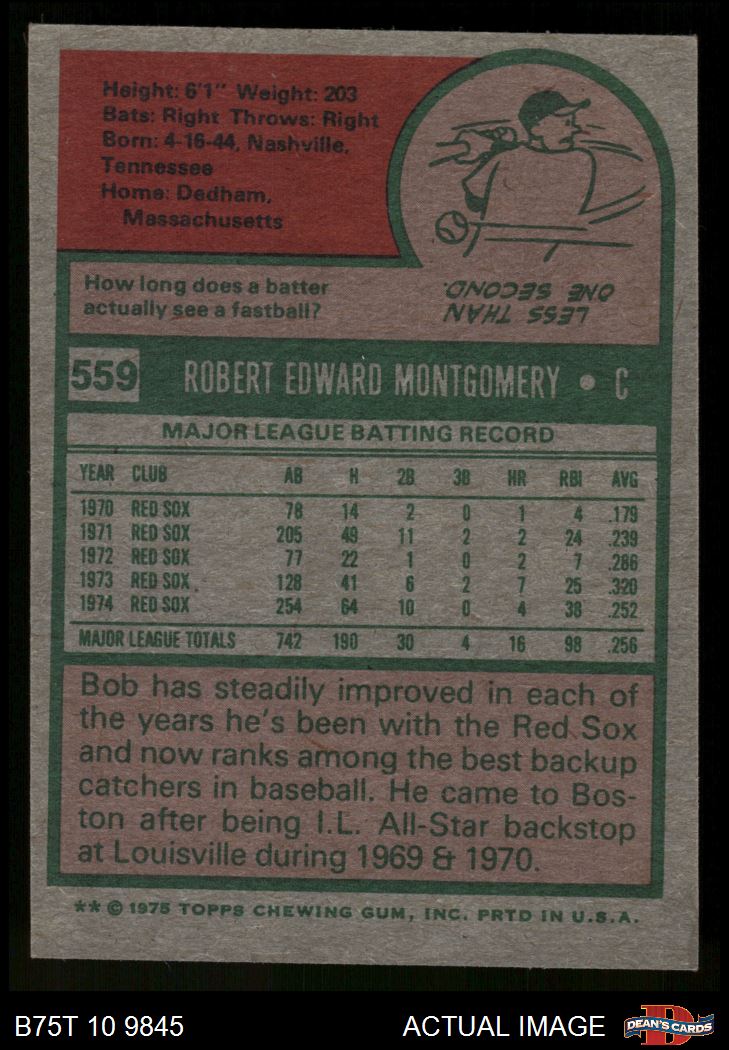 Height: 6'1" Weight: 203
Bats: Right Throws: Right
Born: 4-16-44, Nashville,
Tennessee
Home: Dedham,
Massachusetts
How long does a batter
actually see a fastball?
LESS THAN
ONE SECOND.
559 ROBERT EDWARD MONTGOMERY • C
MAJOR LEAGUE BATTING RECORD
YEAR CLUB AB H 2B 3B HR RBI AVG
1970 RED SOX 78 14 2 0 1 4 .179
1971 RED SOX 205 49 11 2 2 24 .239
1972 RED SOX 77 22 1 0 2 7 .286
1973 RED SOX 128 41 6 2 7 25 .320
1974 RED SOX 254 64 10 0 4 38 .252
MAJOR LEAGUE TOTALS 742 190 30 4 16 98 .256
Bob has steadily improved in each of
the years he's been with the Red Sox
and now ranks among the best backup
catchers in baseball. He came to Bos-
ton after being I.L. All-Star backstop
at Louisville during 1969 & 1970.
** © 1975 TOPPS CHEWING GUM, INC. PRTD IN U.S.A.
B75T 10 9845 ACTUAL IMAGE D DEAN'S CARDS